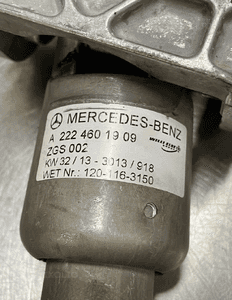 MERCEDES-BENZ
A 222 460 19 09
ZGS 002
KW 32 / 13 - 3013 / 918
WET Nr.: 120-116-3150